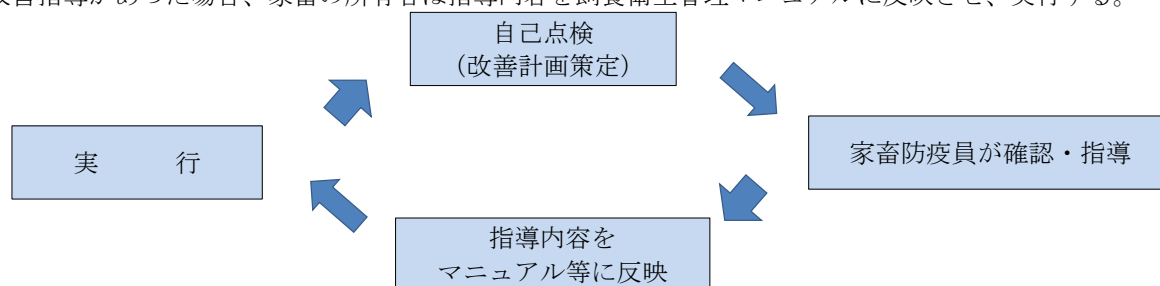 改善指導があった場合、家畜の所有者は指導内容を飼養衛生管理マニュアルに反映させ、実行する。
自己点検
（改善計画策定）
家畜防疫員が確認・指導
実　　行
指導内容を
マニュアル等に反映